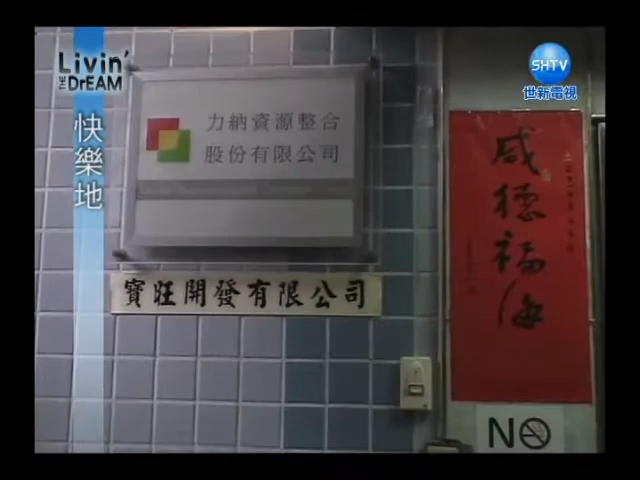 Livin'
THE DrEAM
快樂地
SHTV
世新電視
力納資源整合
股份有限公司
寶旺開發有限公司
咸德福海
NO